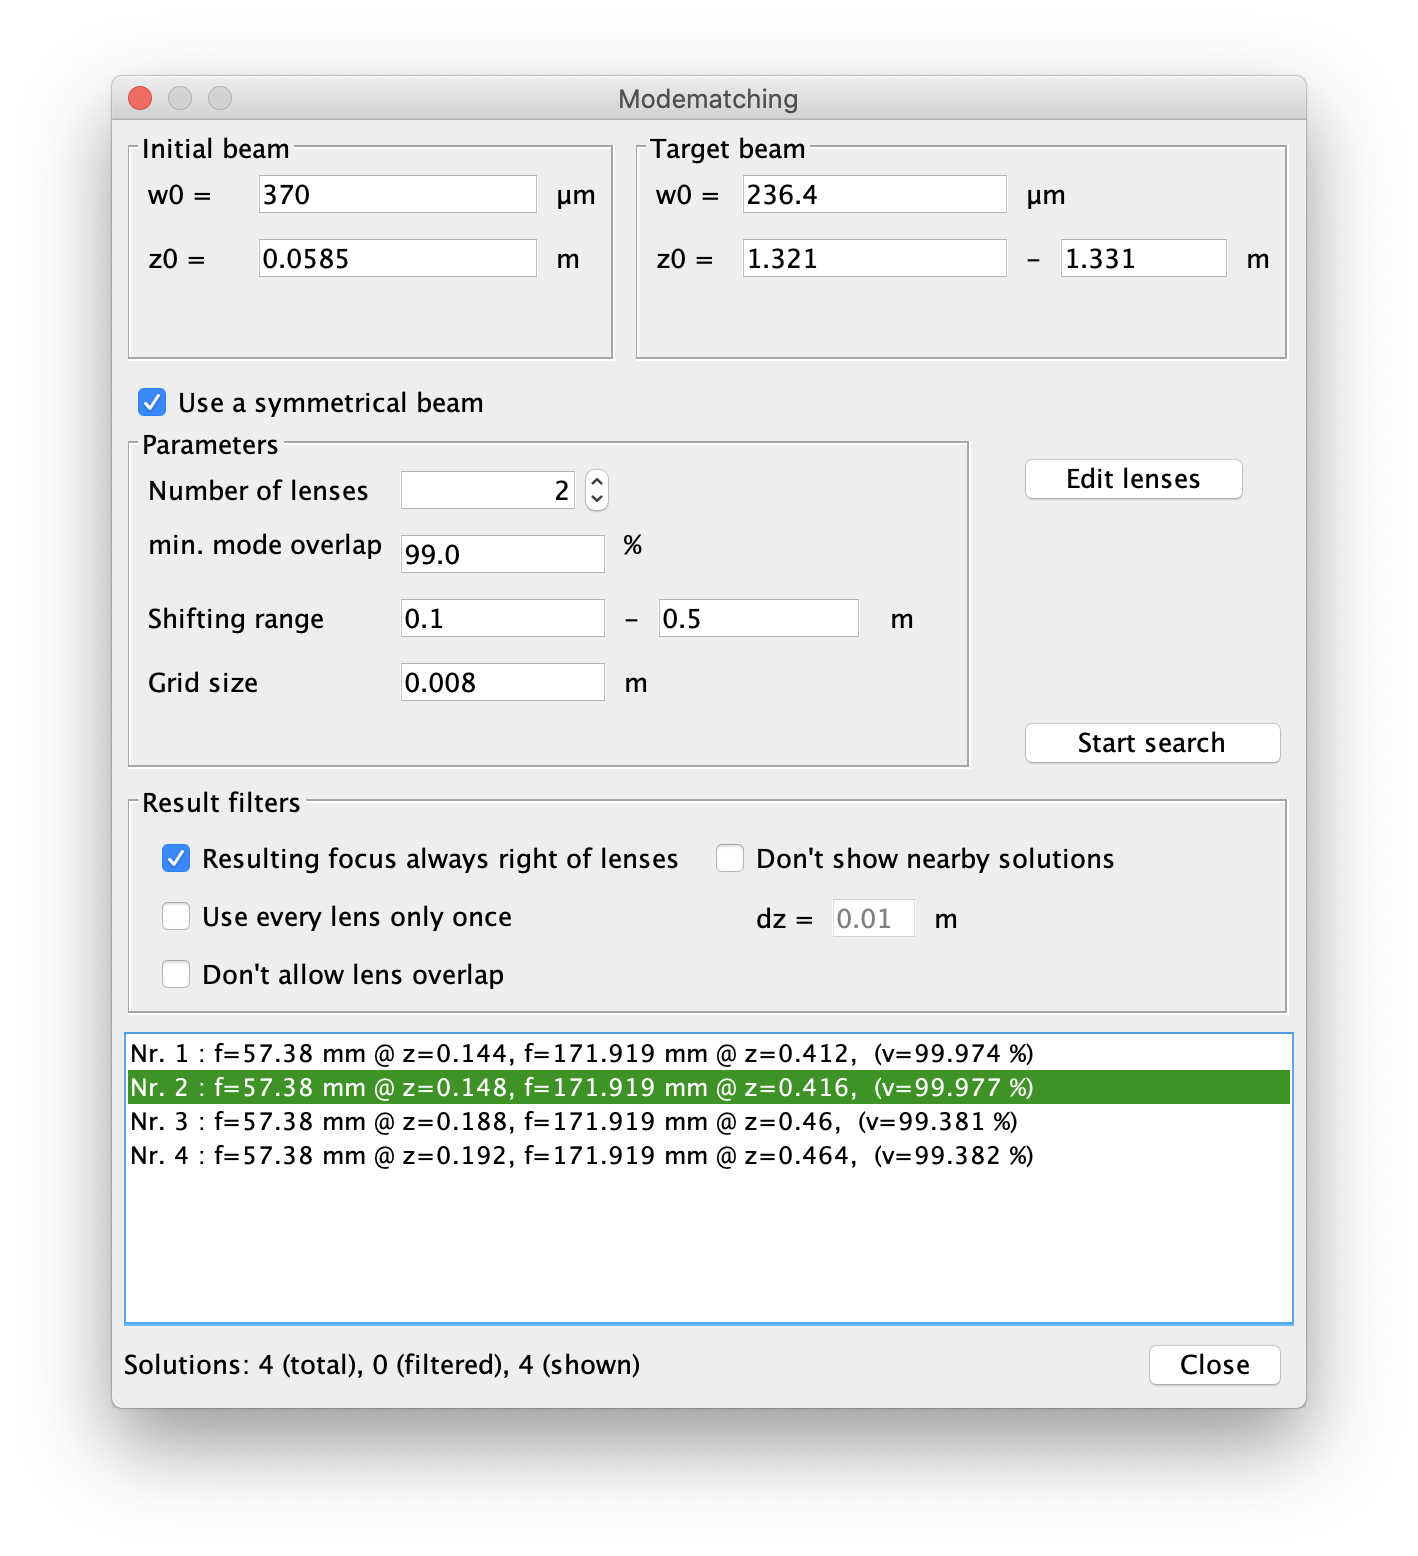 Modematching
Initial beam
w0 = 370 µm
z0 = 0.0585 m
Target beam
w0 = 236.4 µm
z0 = 1.321 – 1.331 m
Use a symmetrical beam
Parameters
Number of lenses 2
min. mode overlap 99.0 %
Shifting range 0.1 – 0.5 m
Grid size 0.008 m
Edit lenses
Start search
Result filters
Resulting focus always right of lenses
Don't show nearby solutions
Use every lens only once
dz = 0.01 m
Don't allow lens overlap
Nr. 1 : f=57.38 mm @ z=0.144, f=171.919 mm @ z=0.412,  (v=99.974 %)
Nr. 2 : f=57.38 mm @ z=0.148, f=171.919 mm @ z=0.416,  (v=99.977 %)
Nr. 3 : f=57.38 mm @ z=0.188, f=171.919 mm @ z=0.46,  (v=99.381 %)
Nr. 4 : f=57.38 mm @ z=0.192, f=171.919 mm @ z=0.464,  (v=99.382 %)
Solutions: 4 (total), 0 (filtered), 4 (shown)
Close